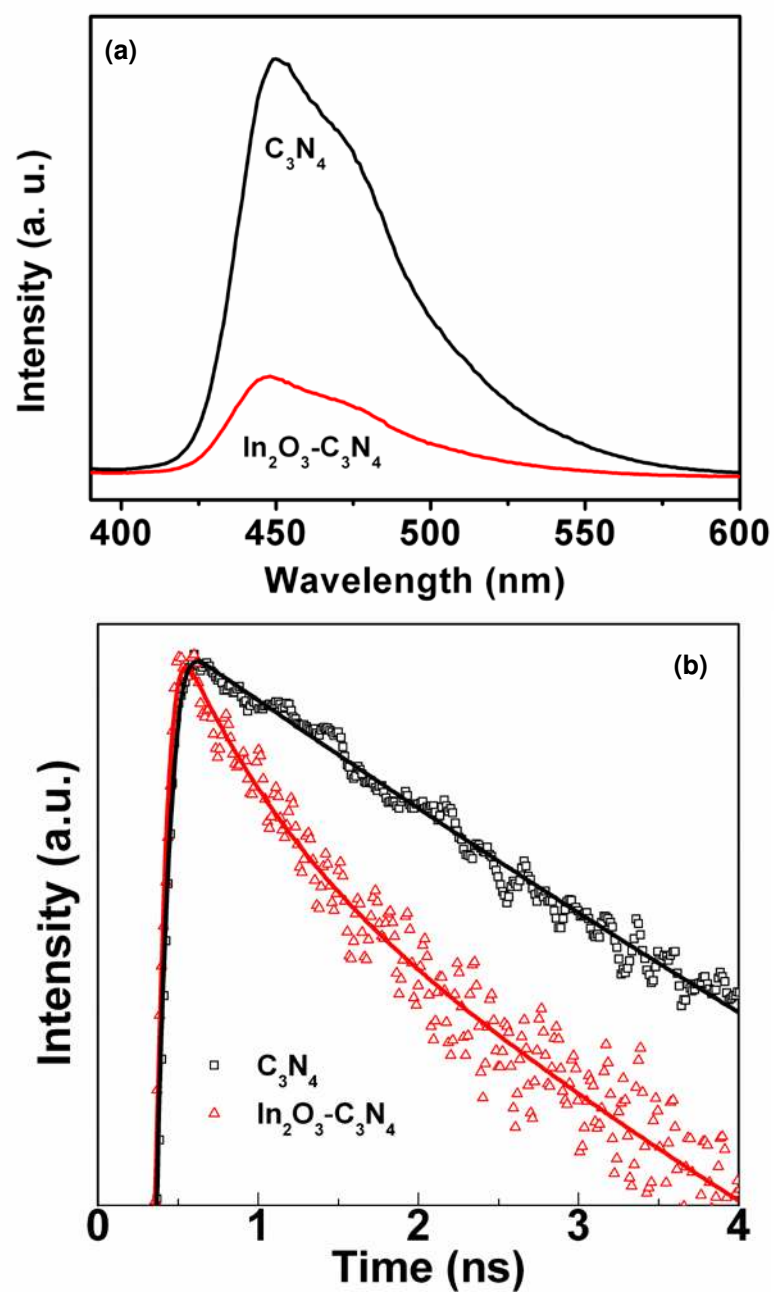 (a)
C₃N₄
In₂O₃-C₃N₄
Intensity (a. u.)
400 450 500 550 600
Wavelength (nm)
(b)
Intensity (a.u.)
C₃N₄
In₂O₃-C₃N₄
0 1 2 3 4
Time (ns)